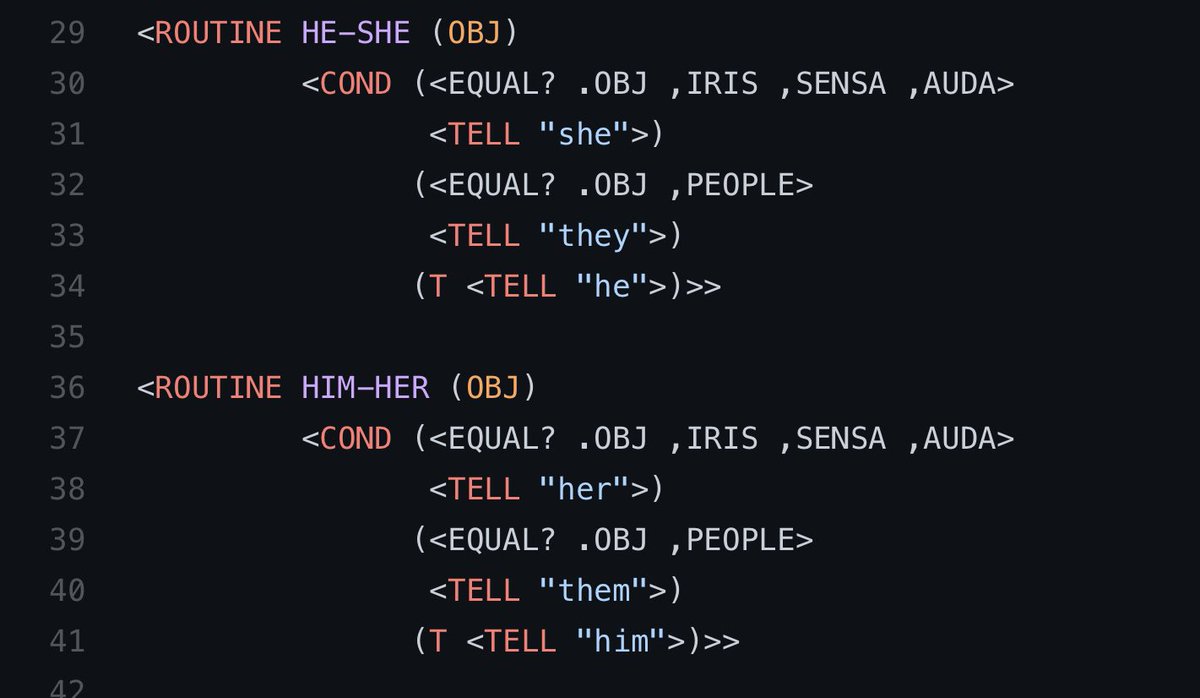 29 <ROUTINE HE-SHE (OBJ)
30 <COND (<EQUAL? .OBJ ,IRIS ,SENSA ,AUDA>
31 <TELL "she">)
32 (<EQUAL? .OBJ ,PEOPLE>
33 <TELL "they">)
34 (T <TELL "he">)>>
35
36 <ROUTINE HIM-HER (OBJ)
37 <COND (<EQUAL? .OBJ ,IRIS ,SENSA ,AUDA>
38 <TELL "her">)
39 (<EQUAL? .OBJ ,PEOPLE>
40 <TELL "them">)
41 (T <TELL "him">)>>
42